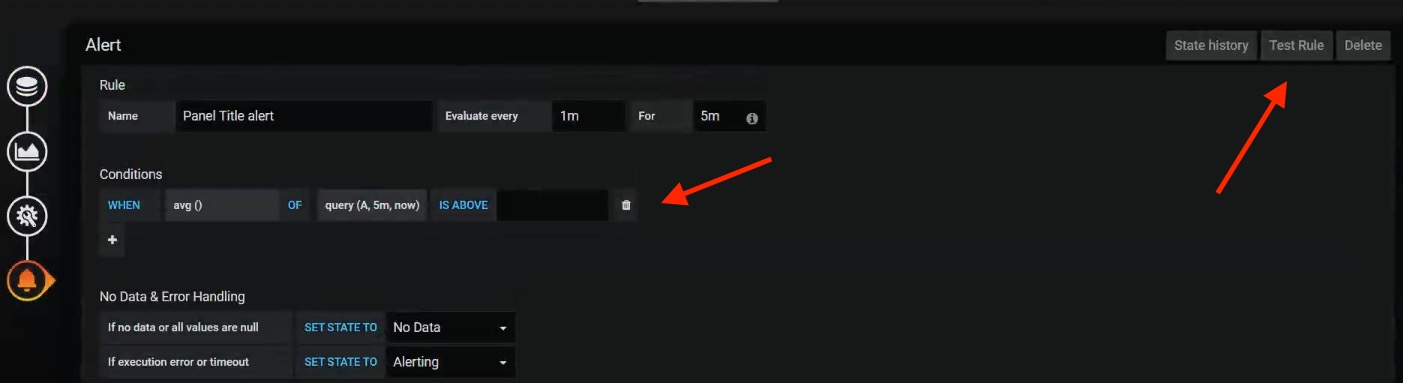 Alert State history Test Rule Delete
Rule
Name Panel Title alert Evaluate every 1m For 5m
Conditions
WHEN avg () OF query (A, 5m, now) IS ABOVE
+
No Data & Error Handling
If no data or all values are null SET STATE TO No Data
If execution error or timeout SET STATE TO Alerting